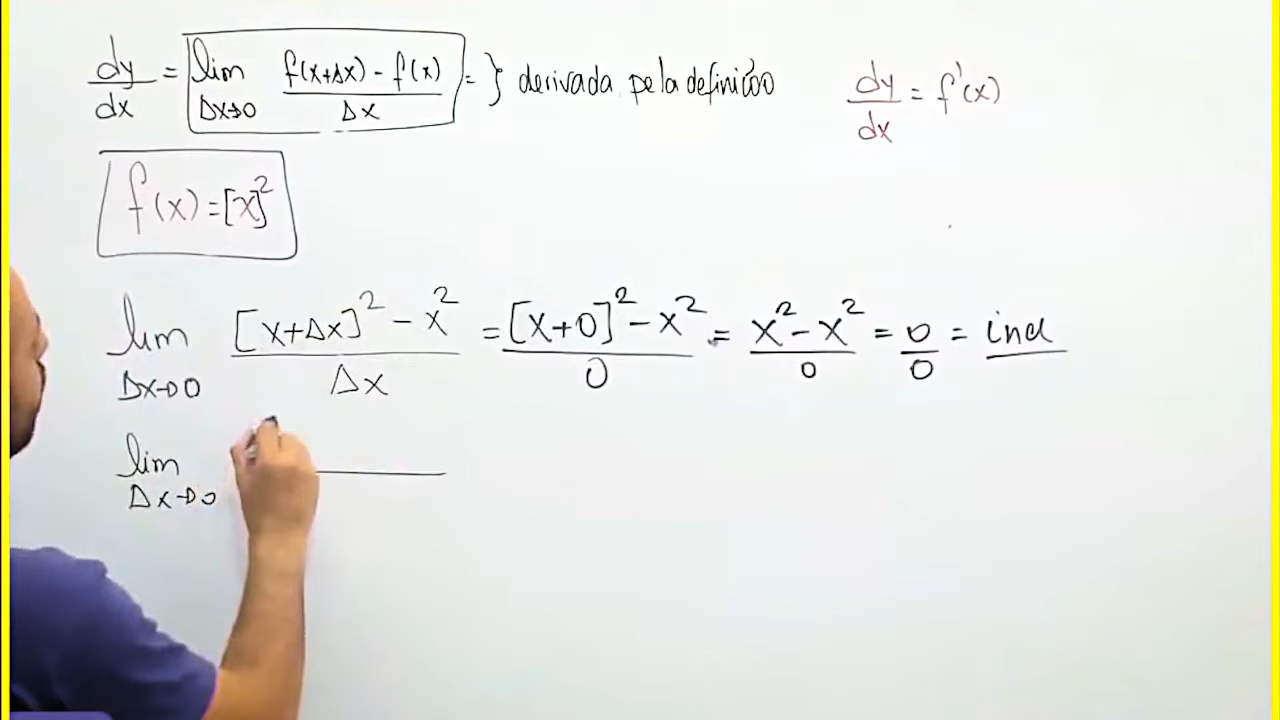 dy/dx = lim Δx→0 (f(x+Δx) - f(x))/Δx = } derivada pela definição dy/dx = f'(x)
f(x) = [x]²
lim Δx→0 ([x+Δx]² - x²)/Δx = ([x+0]² - x²)/0 = (x² - x²)/0 = 0/0 = ind
lim Δx→0